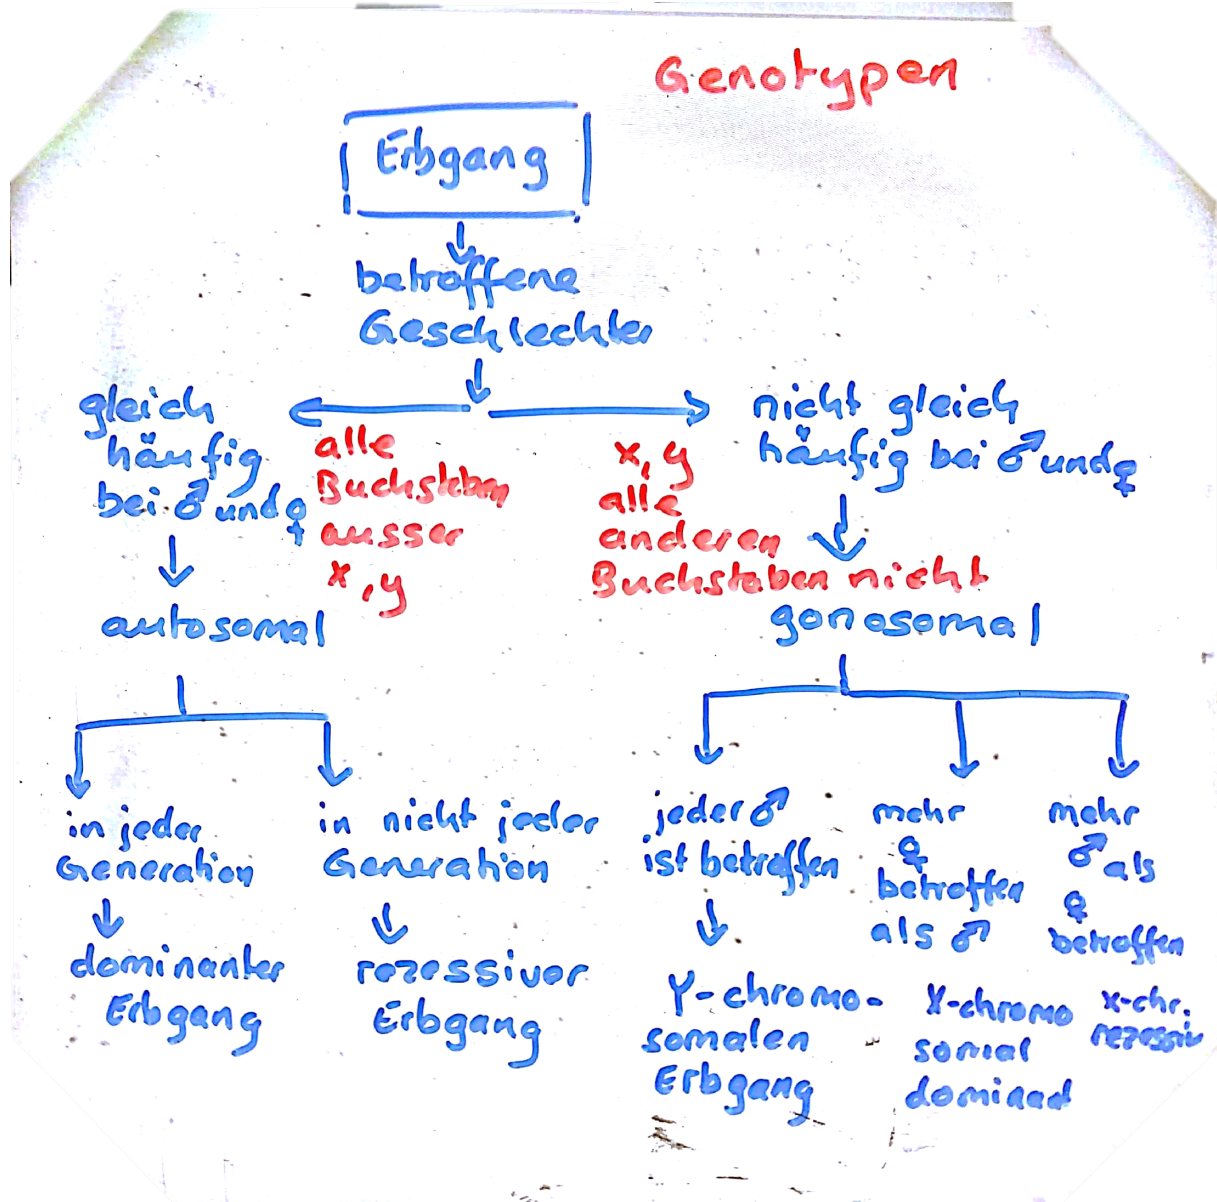 Genotypen
Erbgang
betroffene
Geschlechter
gleich
häufig
bei ♂ und ♀
alle
Buchstaben
ausser
x, y
x, y
alle
anderen
Buchstaben nicht
nicht gleich
häufig bei ♂ und ♀
autosomal
gonosomal
in jeder
Generation
dominanter
Erbgang
in nicht jeder
Generation
rezessiver
Erbgang
jeder ♂
ist betroffen
Y-chromo-
somalen
Erbgang
mehr
♀
betroffen
als ♂
X-chromo
somal
dominant
mehr
♂ als
♀
betroffen
x-chr.
rezessiv